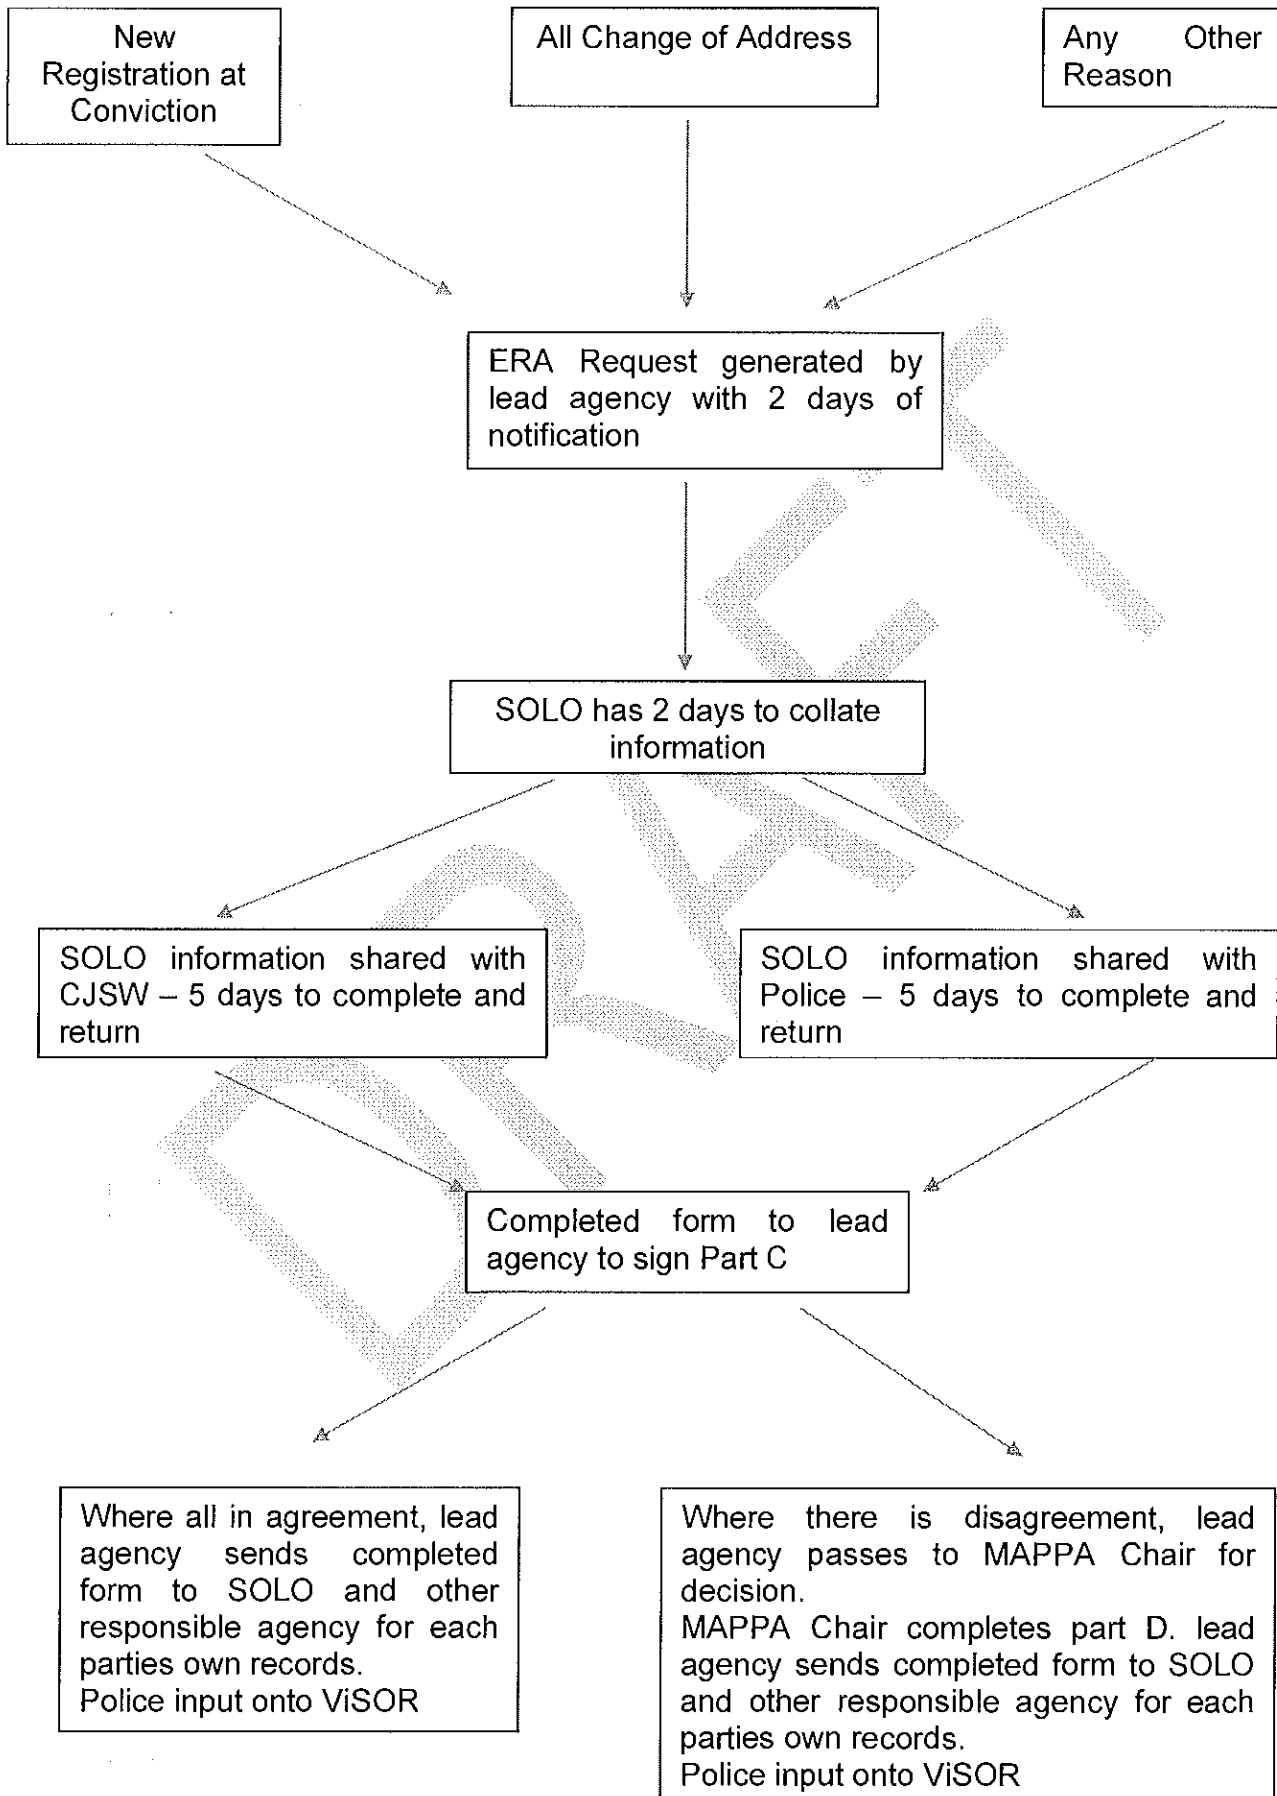 New
Registration at
Conviction
All Change of Address
Any Other
Reason
ERA Request generated by
lead agency with 2 days of
notification
SOLO has 2 days to collate
information
SOLO information shared with
CJSW – 5 days to complete and
return
SOLO information shared with
Police – 5 days to complete and
return
Completed form to lead
agency to sign Part C
Where all in agreement, lead
agency sends completed
form to SOLO and other
responsible agency for each
parties own records.
Police input onto ViSOR
Where there is disagreement, lead
agency passes to MAPPA Chair for
decision.
MAPPA Chair completes part D. lead
agency sends completed form to SOLO
and other responsible agency for each
parties own records.
Police input onto ViSOR
DRAFT